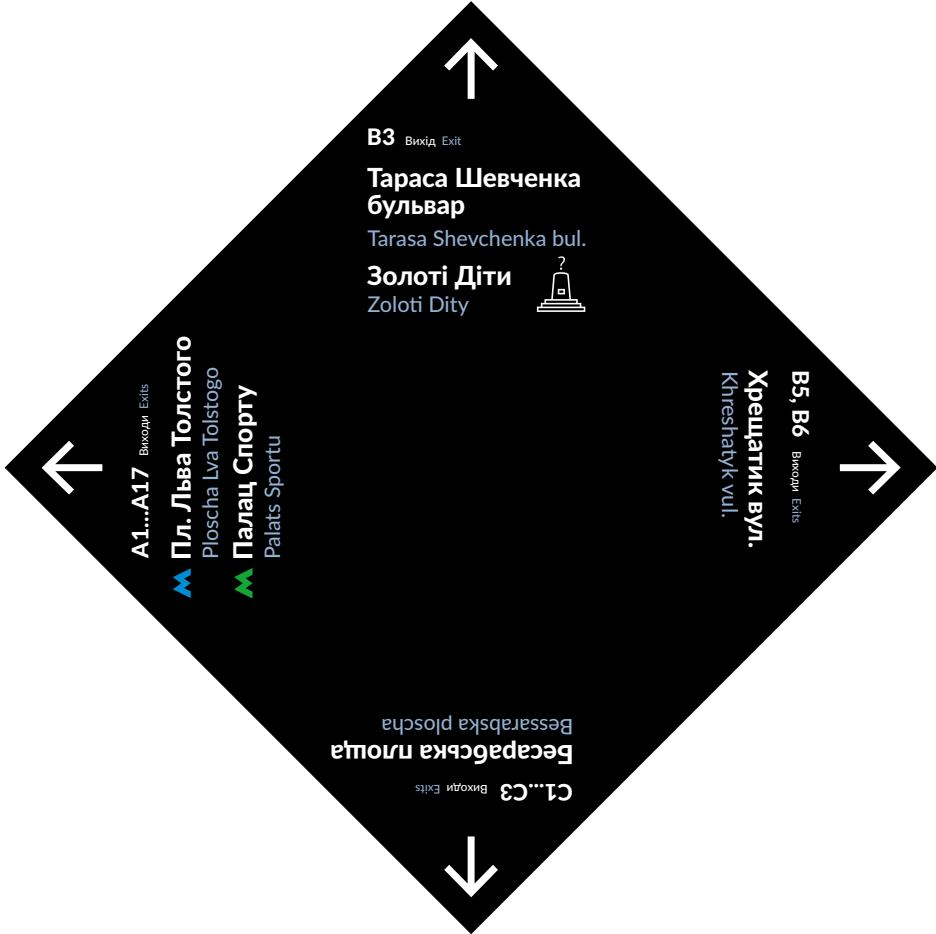 B3 Вихід Exit
Тараса Шевченка
бульвар
Tarasa Shevchenka bul.
Золоті Діти
Zoloti Dity
?
A1...A17 Виходи Exits
Пл. Льва Толстого
Ploscha Lva Tolstogo
Палац Спорту
Palats Sportu
B5, B6 Виходи Exits
Хрещатик вул.
Khreshatyk vul.
C1...C3 Виходи Exits
Бесарабська площа
Bessarabska ploscha